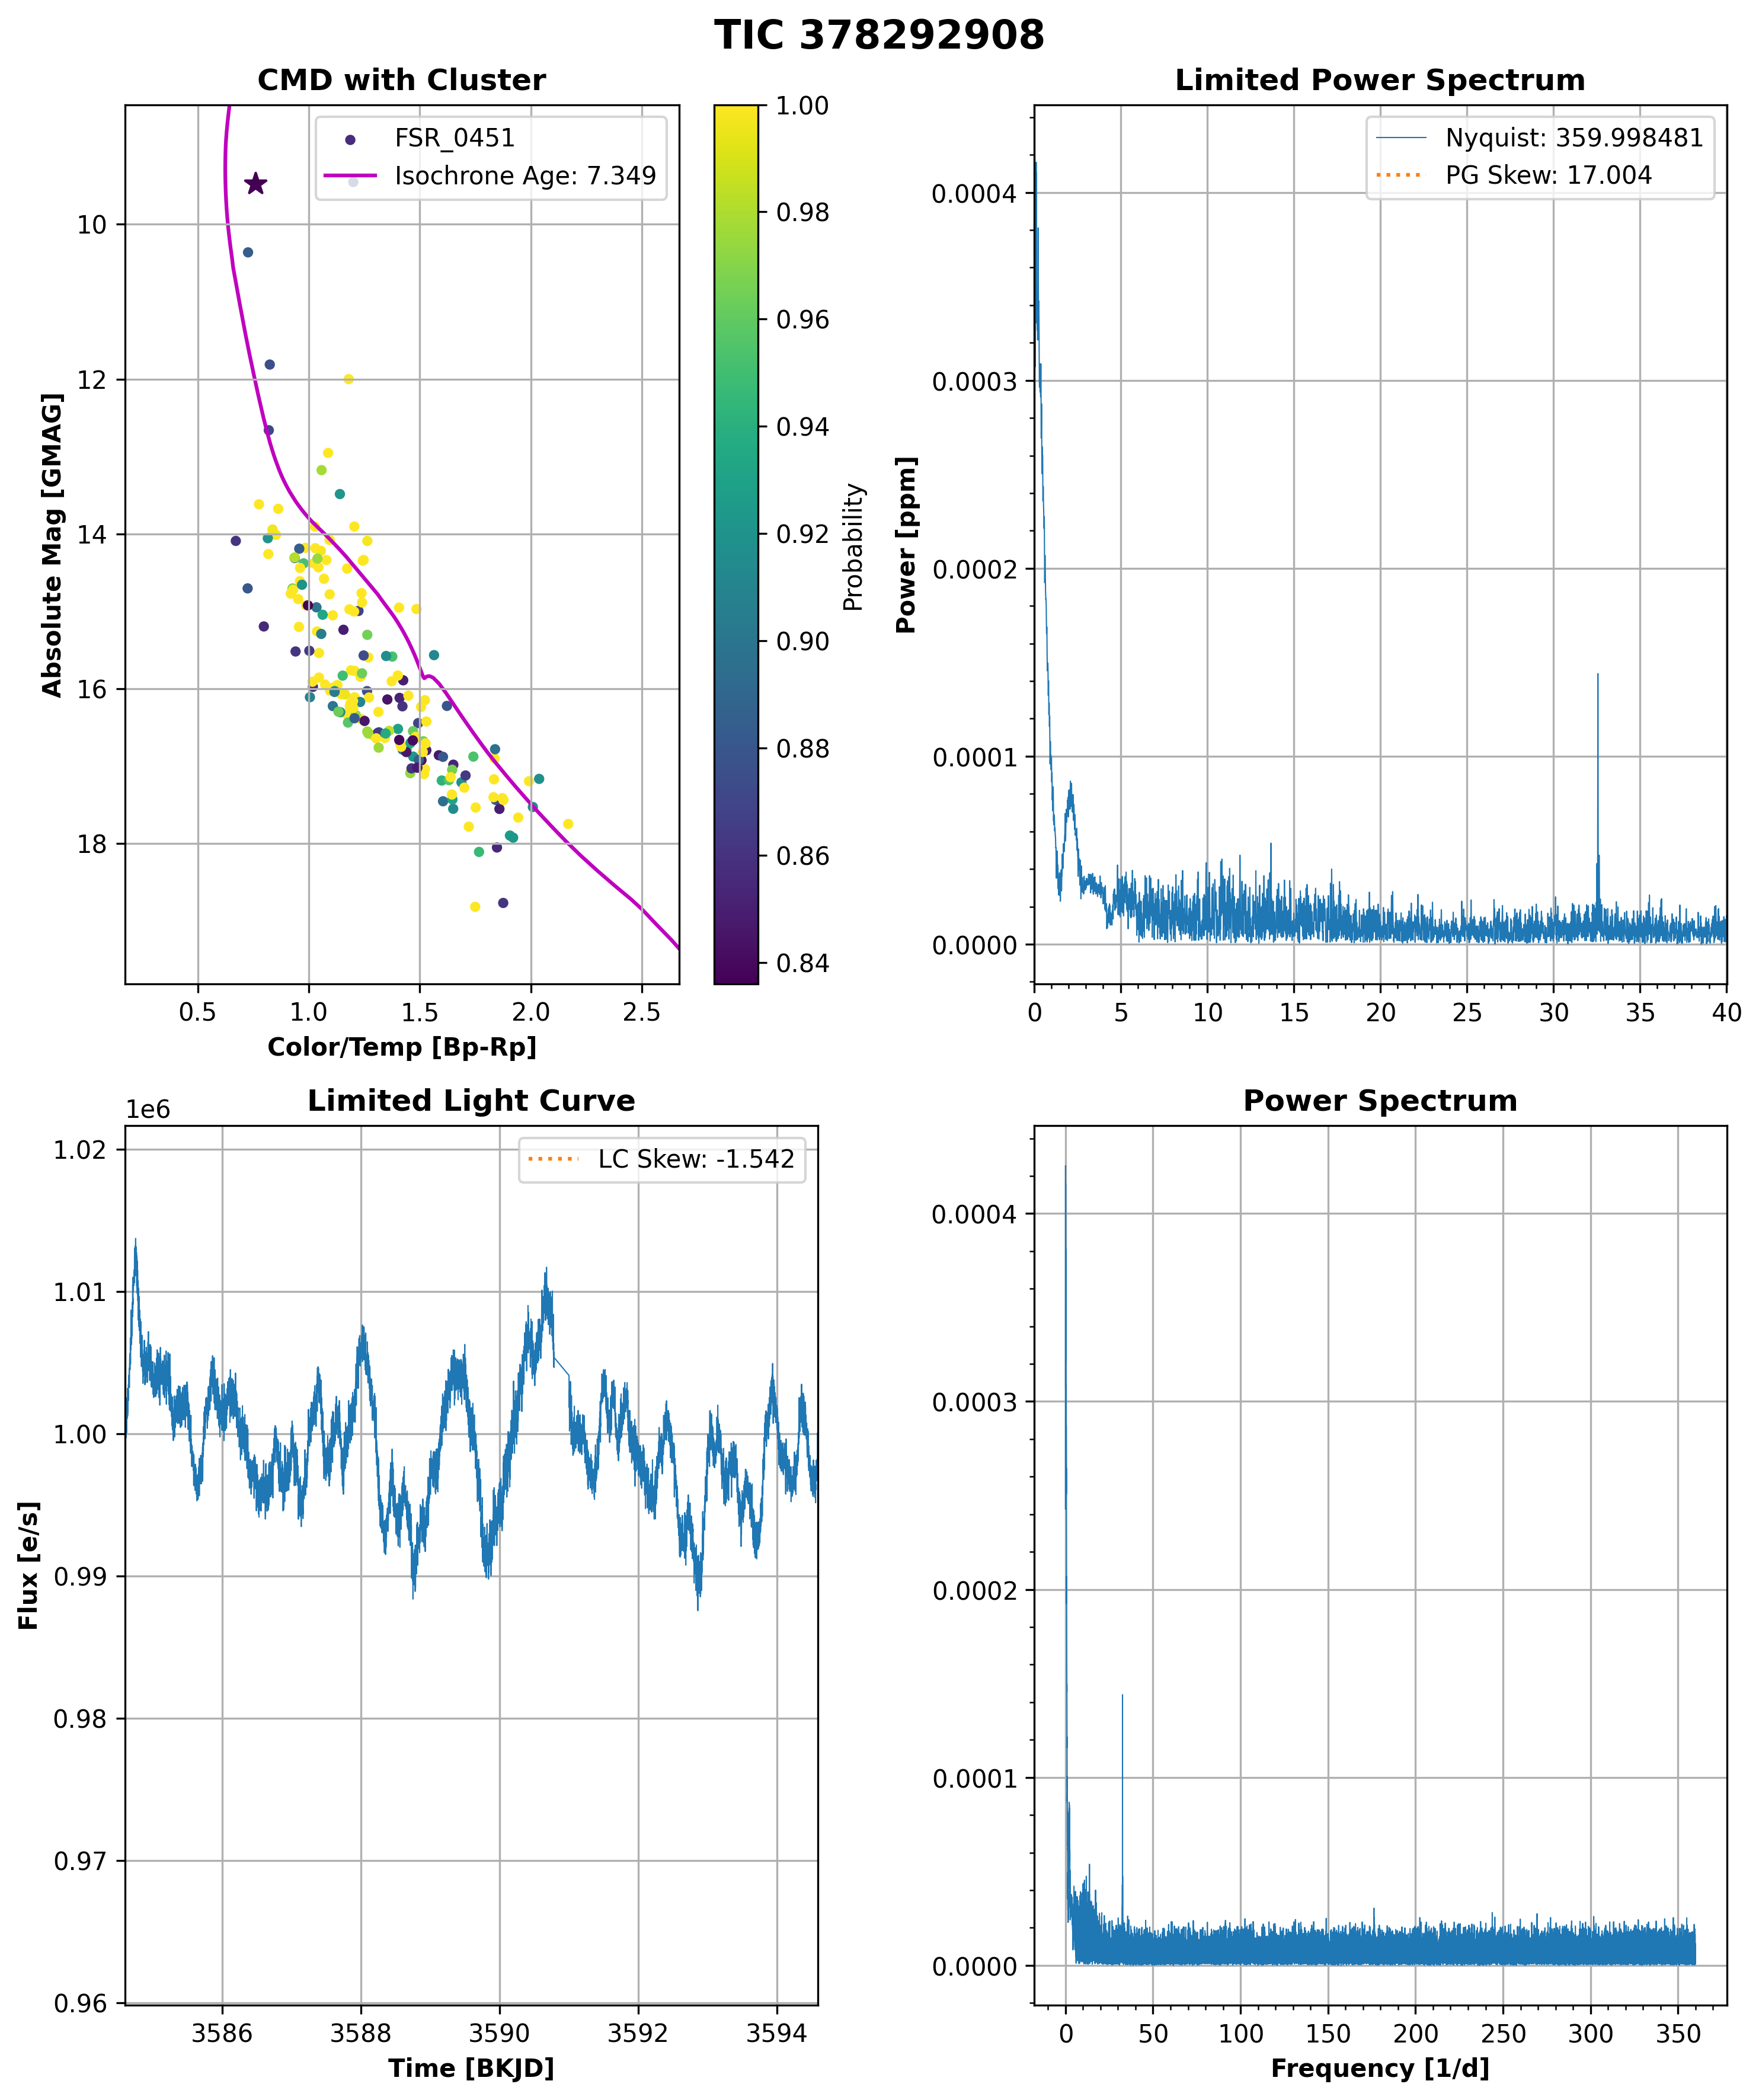 TIC 378292908
CMD with Cluster
FSR_0451
Isochrone Age: 7.349
10
12
14
16
18
Absolute Mag [GMAG]
0.5 1.0 1.5 2.0 2.5
Color/Temp [Bp-Rp]
1.00
0.98
0.96
0.94
0.92
0.90
0.88
0.86
0.84
Probability
Limited Power Spectrum
Nyquist: 359.998481
PG Skew: 17.004
0.0004
0.0003
0.0002
0.0001
0.0000
Power [ppm]
0 5 10 15 20 25 30 35 40
Limited Light Curve
1e6
LC Skew: -1.542
1.02
1.01
1.00
0.99
0.98
0.97
0.96
Flux [e/s]
3586 3588 3590 3592 3594
Time [BKJD]
Power Spectrum
0.0004
0.0003
0.0002
0.0001
0.0000
0 50 100 150 200 250 300 350
Frequency [1/d]